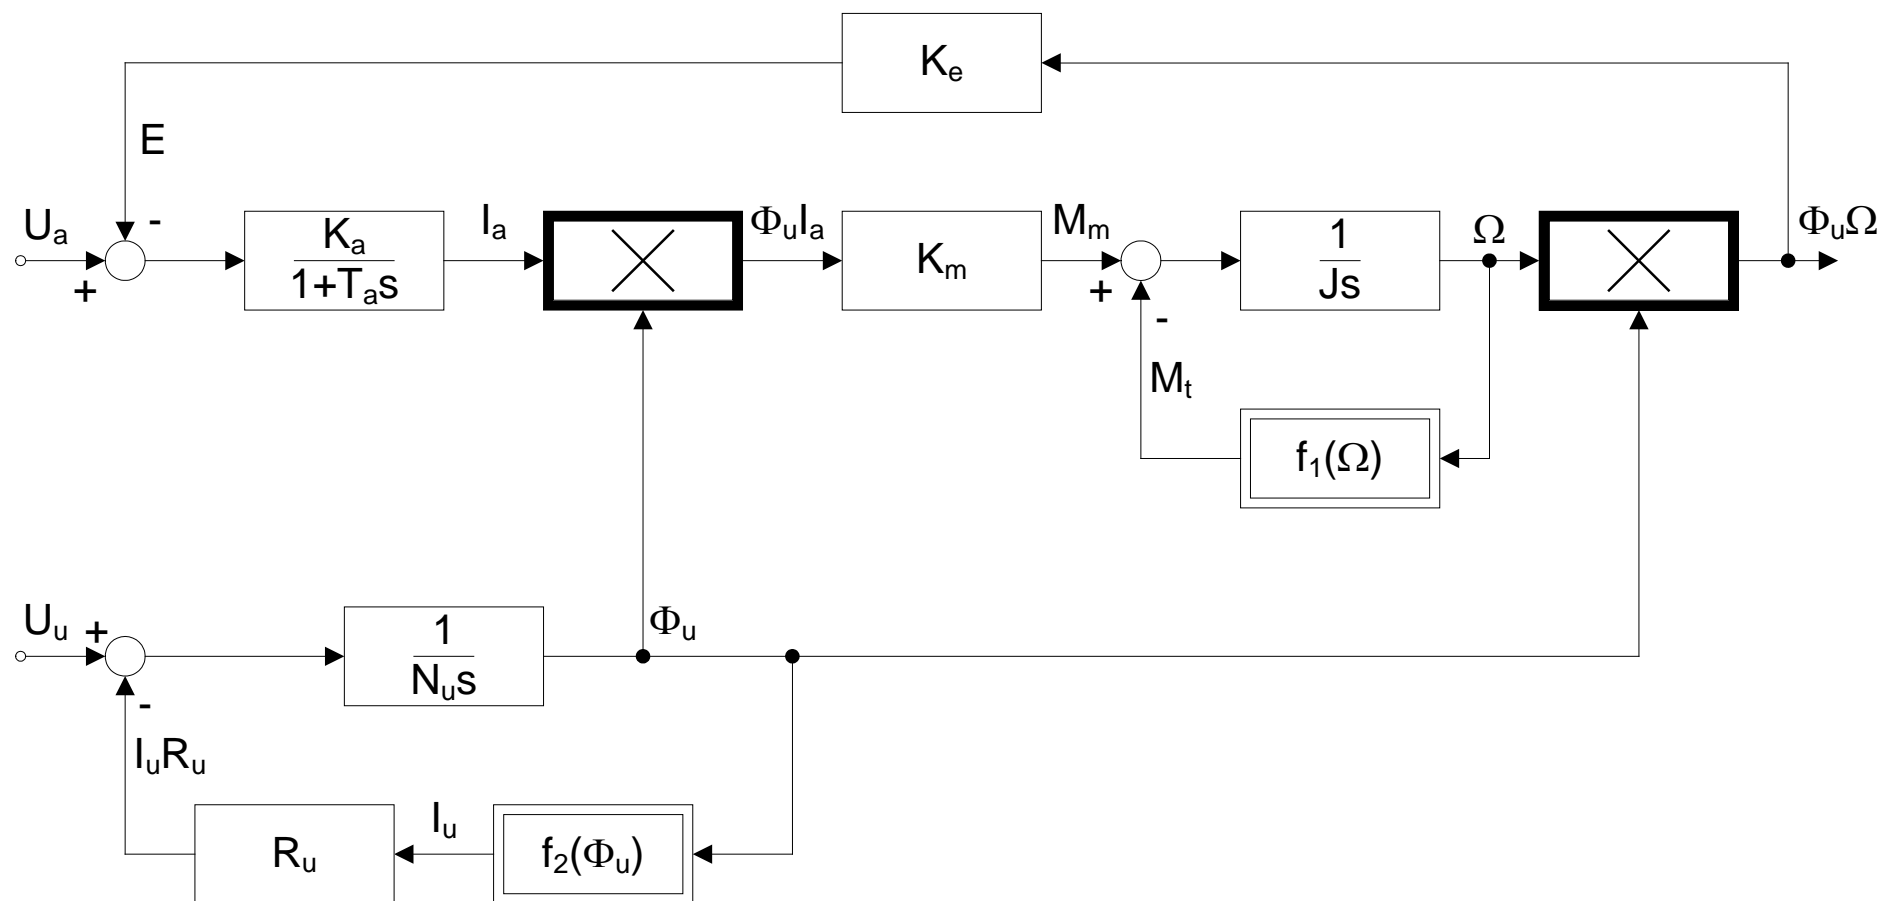 Kₑ
E
Uₐ
-
+
Kₐ
1+Tₐs
Iₐ
ΦᵤIₐ
Kₘ
Mₘ
+
-
1
Js
Ω
ΦᵤΩ
Mₜ
f₁(Ω)
Uᵤ
+
-
1
Nᵤs
Φᵤ
IᵤRᵤ
Rᵤ
Iᵤ
f₂(Φᵤ)